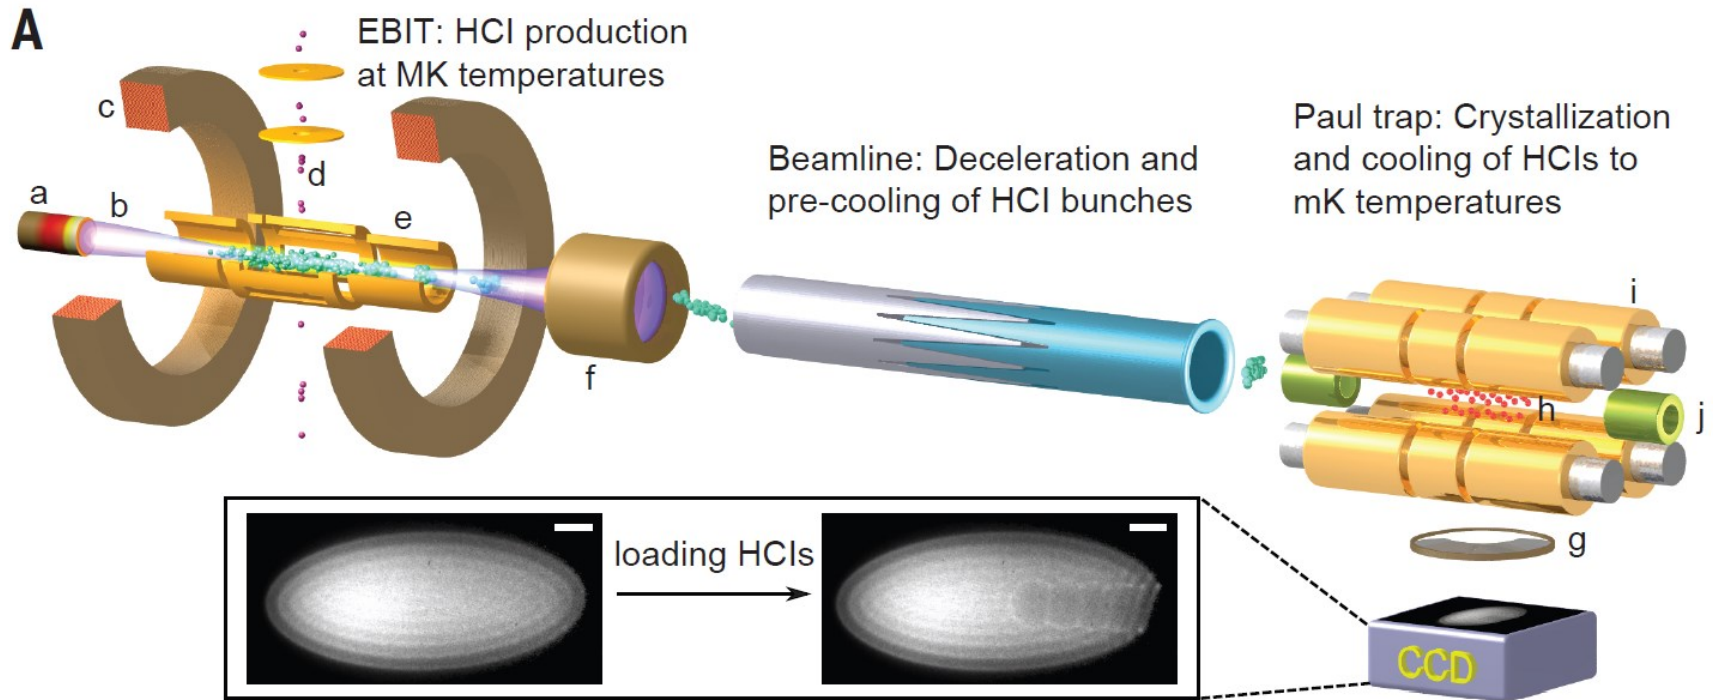 A
EBIT: HCI production
at MK temperatures
c
d
a
b
e
f
Beamline: Deceleration and
pre-cooling of HCI bunches
Paul trap: Crystallization
and cooling of HCIs to
mK temperatures
i
h
j
g
loading HCIs
CCD